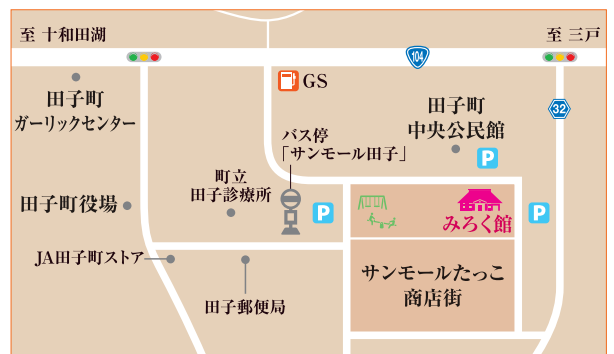 至 十和田湖
至 三戸
104
GS
田子町
ガーリックセンター
田子町
中央公民館
32
バス停
「サンモール田子」
P
町立
田子診療所
田子町役場
P
みろく館
P
JA田子町ストア
サンモールたっこ
商店街
田子郵便局